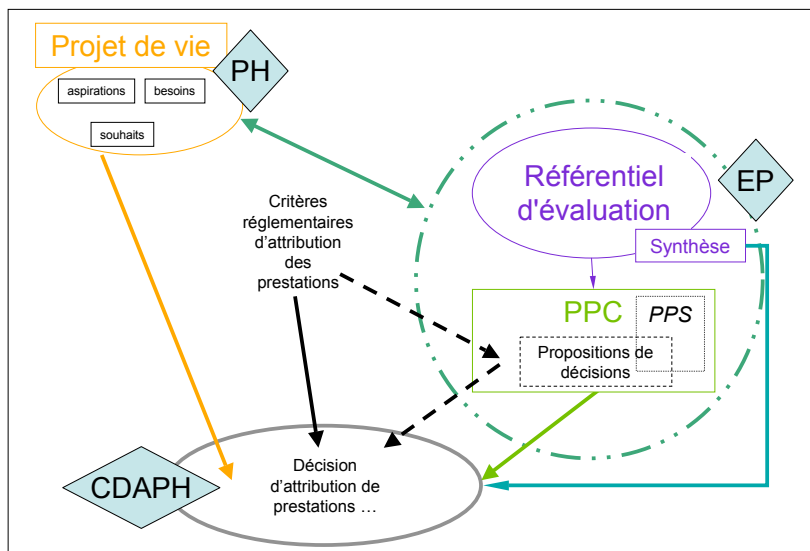 Projet de vie
PH
aspirations
besoins
souhaits
Référentiel
d'évaluation
EP
Synthèse
Critères
réglementaires
d’attribution
des
prestations
PPC
PPS
Propositions de
décisions
CDAPH
Décision
d’attribution de
prestations ...